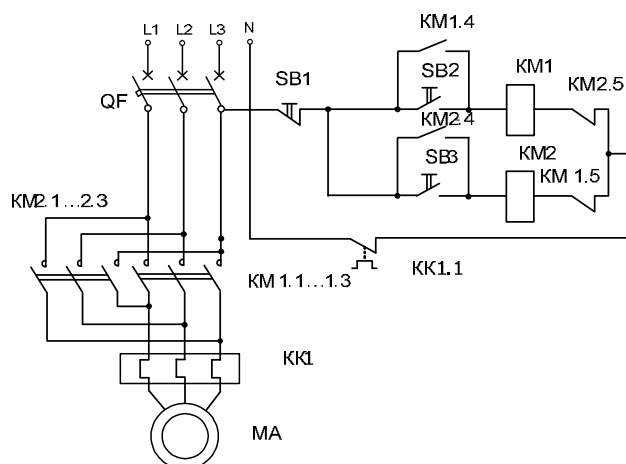 L1 L2 L3 N
KM1.4
SB1
SB2
KM1
KM2.5
QF
KM2.4
SB3
KM2
KM 1.5
KM2.1...2.3
KM 1.1...1.3
KK1.1
KK1
MA